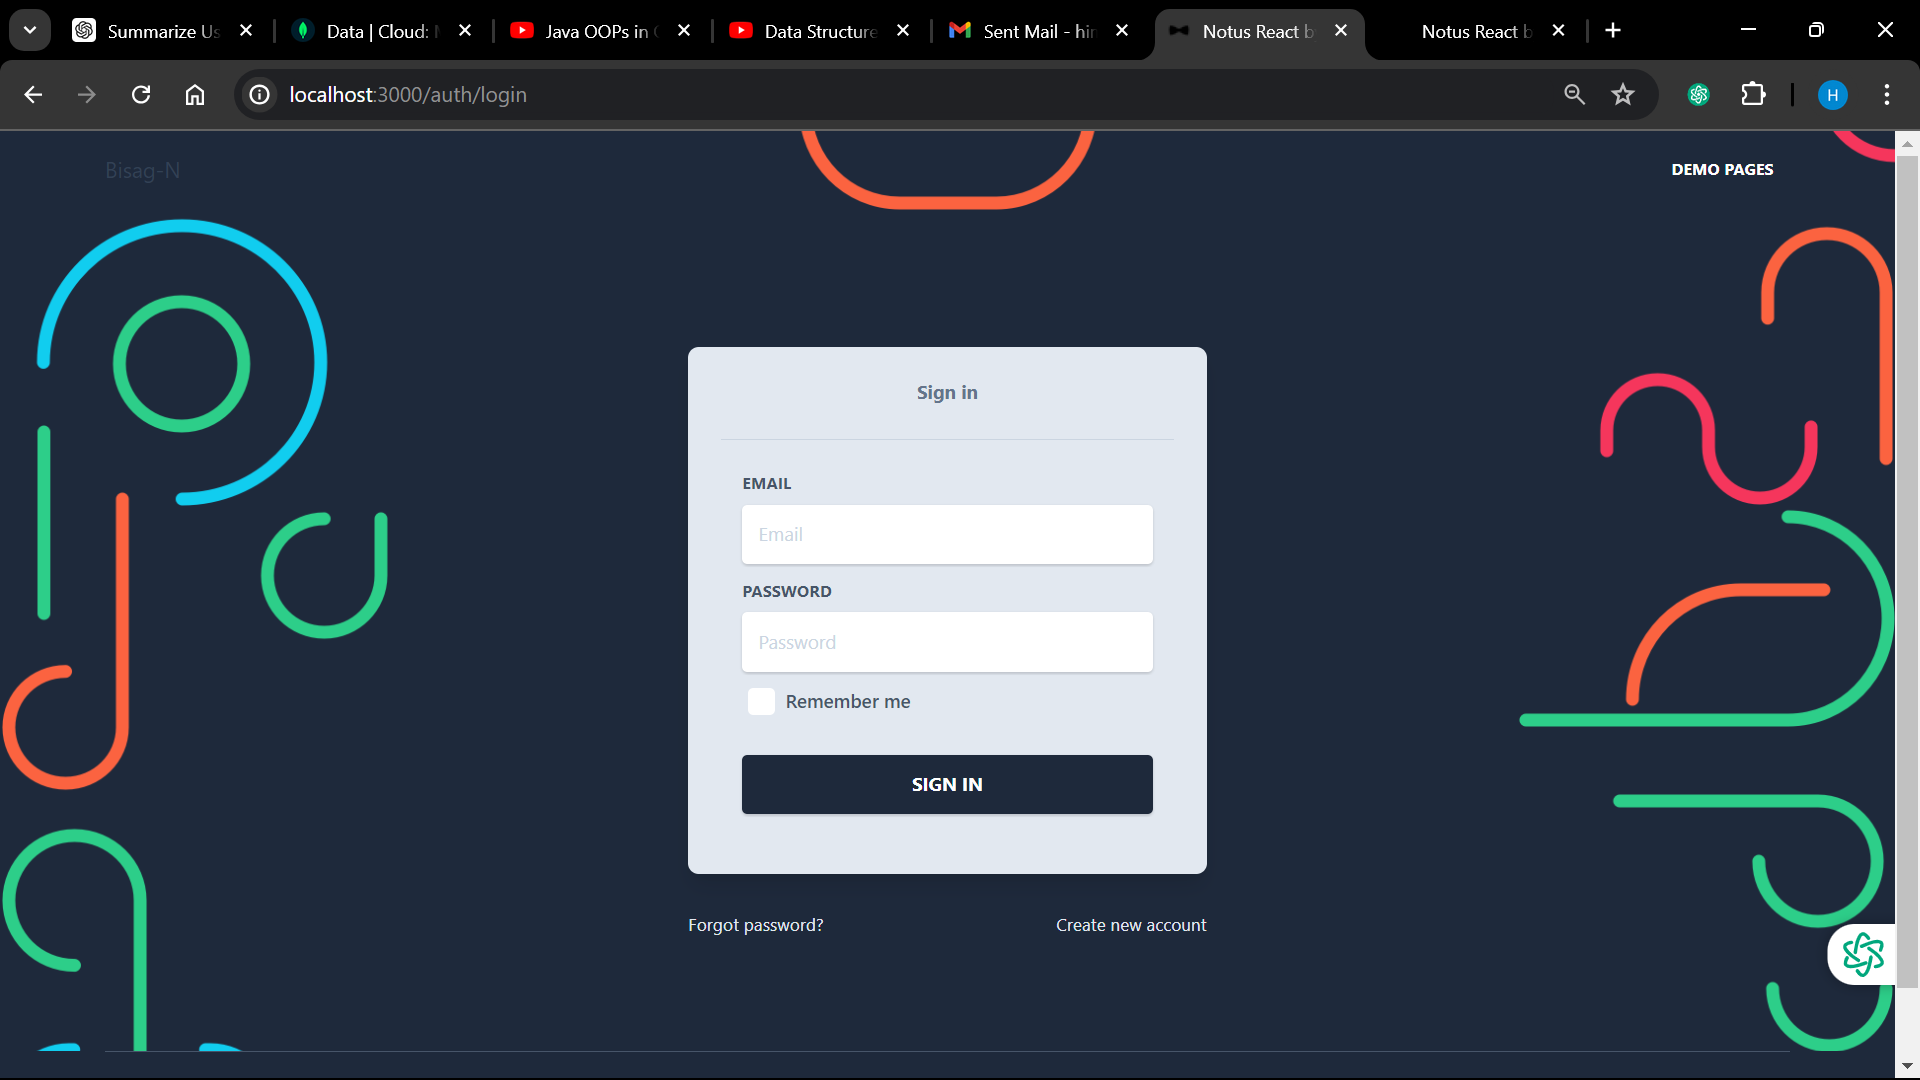 Summarize Us
Data | Cloud:
Java OOPs in
Data Structure
Sent Mail - hir
Notus React b
Notus React b
localhost:3000/auth/login
H
Bisag-N
DEMO PAGES
Sign in
EMAIL
Email
PASSWORD
Password
Remember me
SIGN IN
Forgot password?
Create new account